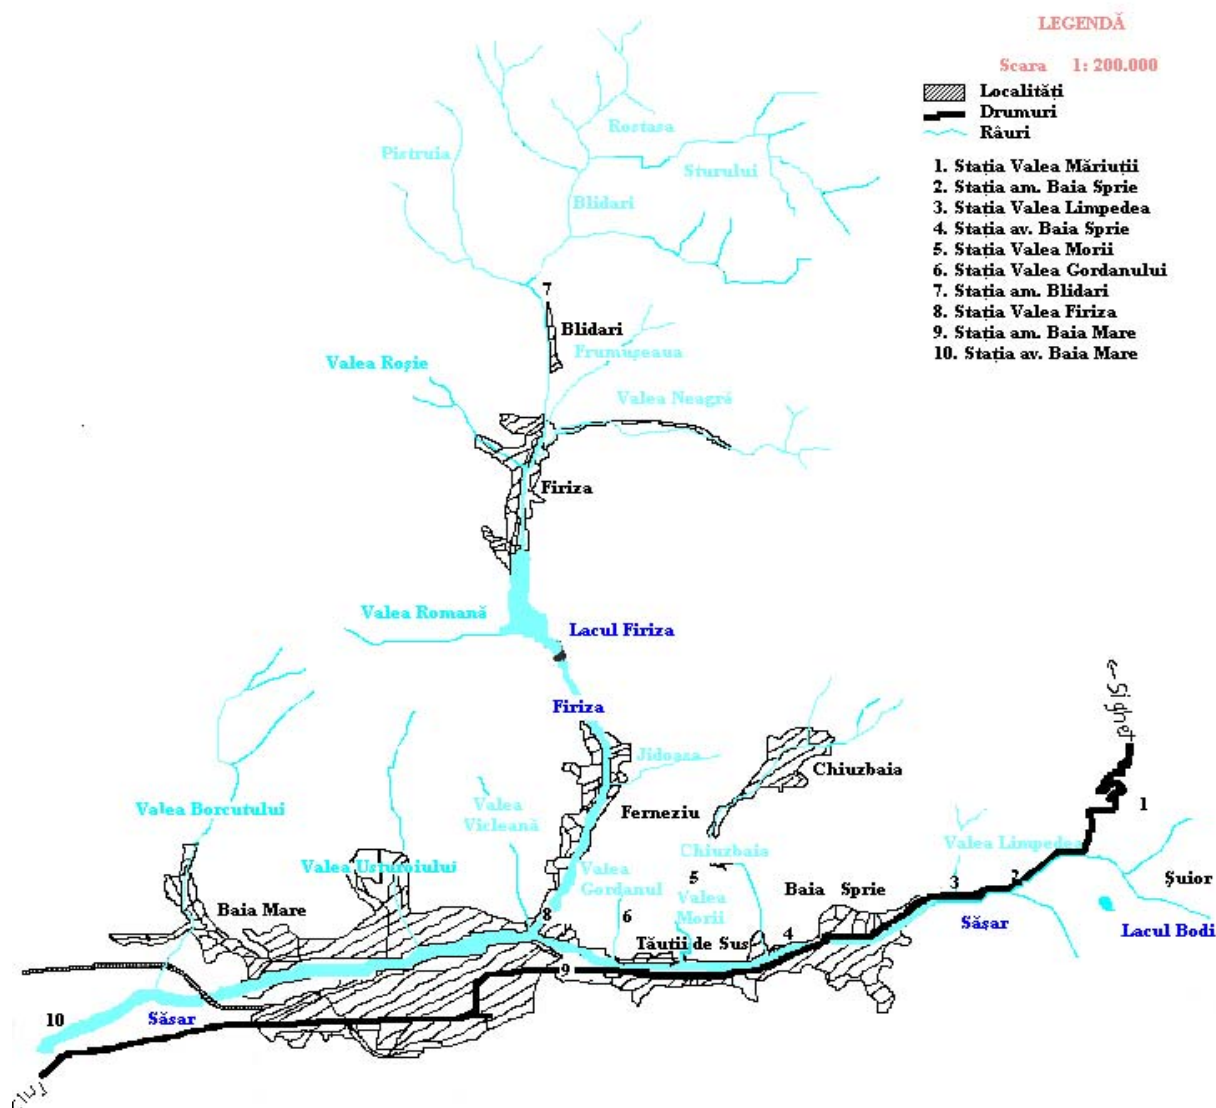 LEGENDĂ
Scara 1: 200.000
Localități
Drumuri
Râuri
1. Stația Valea Măriuții
2. Stația am. Baia Sprie
3. Stația Valea Limpedea
4. Stația av. Baia Sprie
5. Stația Valea Morii
6. Stația Valea Gordanului
7. Stația am. Blidari
8. Stația Valea Firiza
9. Stația am. Baia Mare
10. Stația av. Baia Mare
Rostasa
Pistruia
Sturului
Blidari
7
Blidari
Frumușeaua
Valea Roșie
Valea Neagră
Firiza
Valea Romană
Lacul Firiza
Sighet
Firiza
Jidoasa
Chiuzbaia
Valea Borcutului
Valea
Vicleană
Ferneziu
1
Valea Limpedea
Chiuzbaia
Valea Usturoiului
Valea
Gordanul
5
3
2
Șuior
Valea
Morii
Baia Sprie
Baia Mare
8
6
Sășar
Lacul Bodi
4
Tăuții de Sus
9
10
Săsar